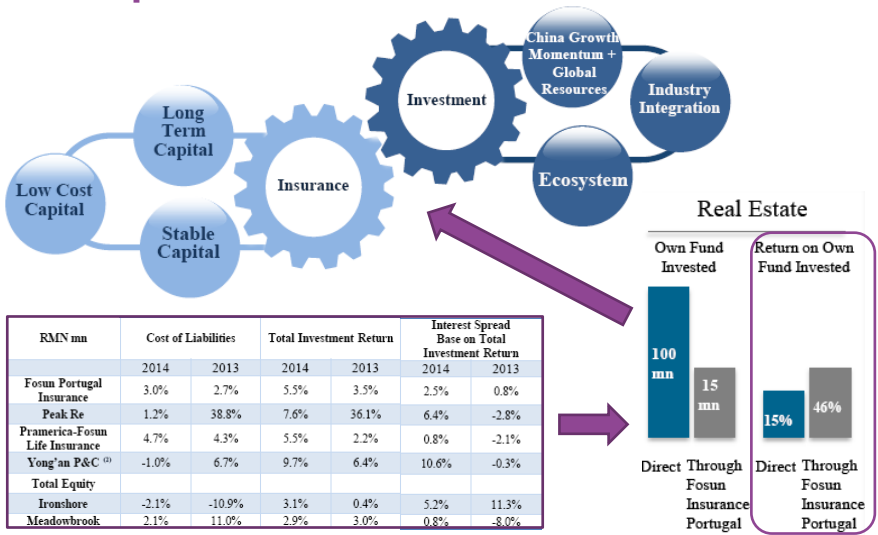 China Growth
Momentum +
Global
Resources
Investment
Industry
Integration
Ecosystem
Long
Term
Capital
Low Cost
Capital
Insurance
Stable
Capital
Real Estate
Own Fund
Invested
Return on Own
Fund Invested
100
mn
15
mn
15%
46%
Direct
Through
Fosun
Insurance
Portugal
Direct
Through
Fosun
Insurance
Portugal
RMN mn Cost of Liabilities Total Investment Return Interest Spread
Base on Total
Investment Return
2014 2013 2014 2013 2014 2013
Fosun Portugal
Insurance 3.0% 2.7% 5.5% 3.5% 2.5% 0.8%
Peak Re 1.2% 38.8% 7.6% 36.1% 6.4% -2.8%
Pramerica-Fosun
Life Insurance 4.7% 4.3% 5.5% 2.2% 0.8% -2.1%
Yong'an P&C (2) -1.0% 6.7% 9.7% 6.4% 10.6% -0.3%
Total Equity
Ironshore -2.1% -10.9% 3.1% 0.4% 5.2% 11.3%
Meadowbrook 2.1% 11.0% 2.9% 3.0% 0.8% -8.0%